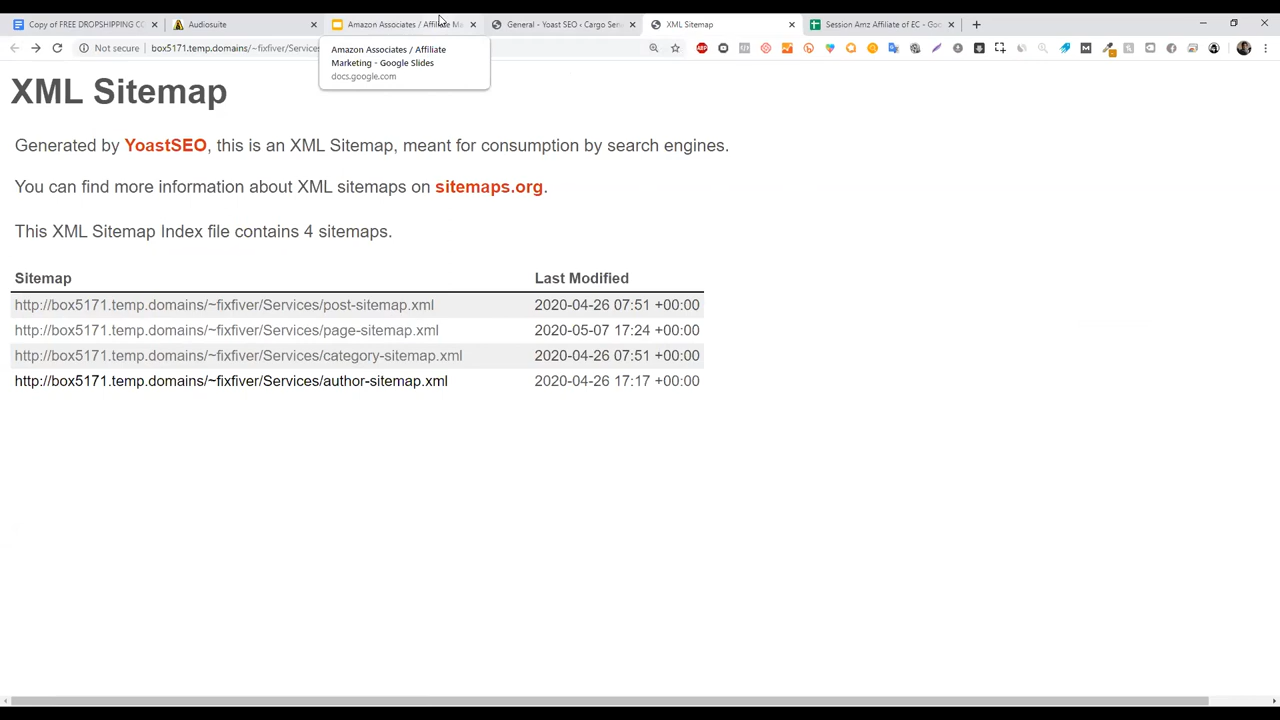 Copy of FREE DROPSHIPPING CO
Audiosuite
Amazon Associates / Affiliate Ma
General - Yoast SEO ‹ Cargo Serv
XML Sitemap
Session Amz Affiliate of EC - Goo
Not secure
box5171.temp.domains/~fixfiver/Services
Amazon Associates / Affiliate
Marketing - Google Slides
docs.google.com
XML Sitemap
Generated by YoastSEO, this is an XML Sitemap, meant for consumption by search engines.
You can find more information about XML sitemaps on sitemaps.org.
This XML Sitemap Index file contains 4 sitemaps.
Sitemap Last Modified
http://box5171.temp.domains/~fixfiver/Services/post-sitemap.xml 2020-04-26 07:51 +00:00
http://box5171.temp.domains/~fixfiver/Services/page-sitemap.xml 2020-05-07 17:24 +00:00
http://box5171.temp.domains/~fixfiver/Services/category-sitemap.xml 2020-04-26 07:51 +00:00
http://box5171.temp.domains/~fixfiver/Services/author-sitemap.xml 2020-04-26 17:17 +00:00